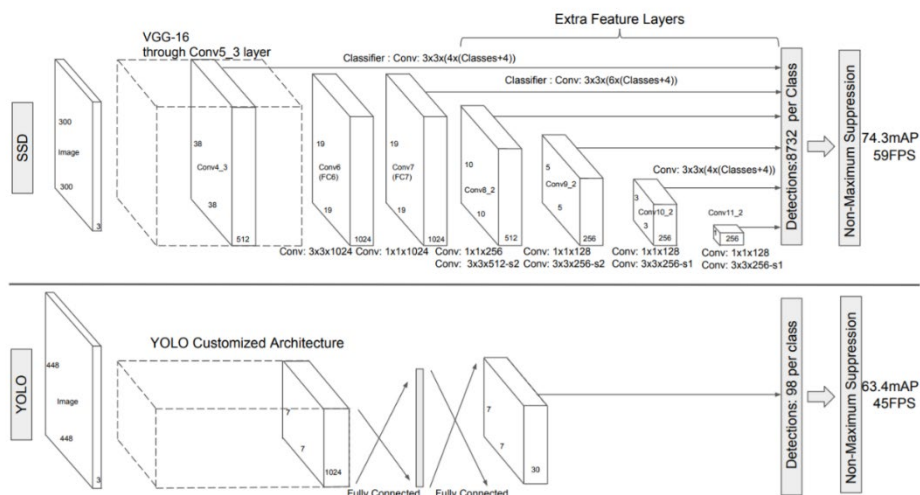 Extra Feature Layers
VGG-16
through Conv5_3 layer
Classifier : Conv: 3x3x(4x(Classes+4))
Classifier : Conv: 3x3x(6x(Classes+4))
SSD
300
Image
300
3
38
Conv4_3
38
512
19
Conv6
(FC6)
19
1024
19
Conv7
(FC7)
19
1024
10
Conv8_2
10
512
5
Conv9_2
5
256
Conv: 3x3x(4x(Classes+4))
3
Conv10_2
3
256
Conv11_2
1
256
Conv: 3x3x1024
Conv: 1x1x1024
Conv: 1x1x256
Conv: 3x3x512-s2
Conv: 1x1x128
Conv: 3x3x256-s2
Conv: 1x1x128
Conv: 3x3x256-s1
Conv: 1x1x128
Conv: 3x3x256-s1
Detections:8732 per Class
Non-Maximum Suppression
74.3mAP
59FPS
YOLO
448
Image
448
3
YOLO Customized Architecture
7
7
1024
Fully Connected
Fully Connected
7
7
30
Detections: 98 per class
Non-Maximum Suppression
63.4mAP
45FPS